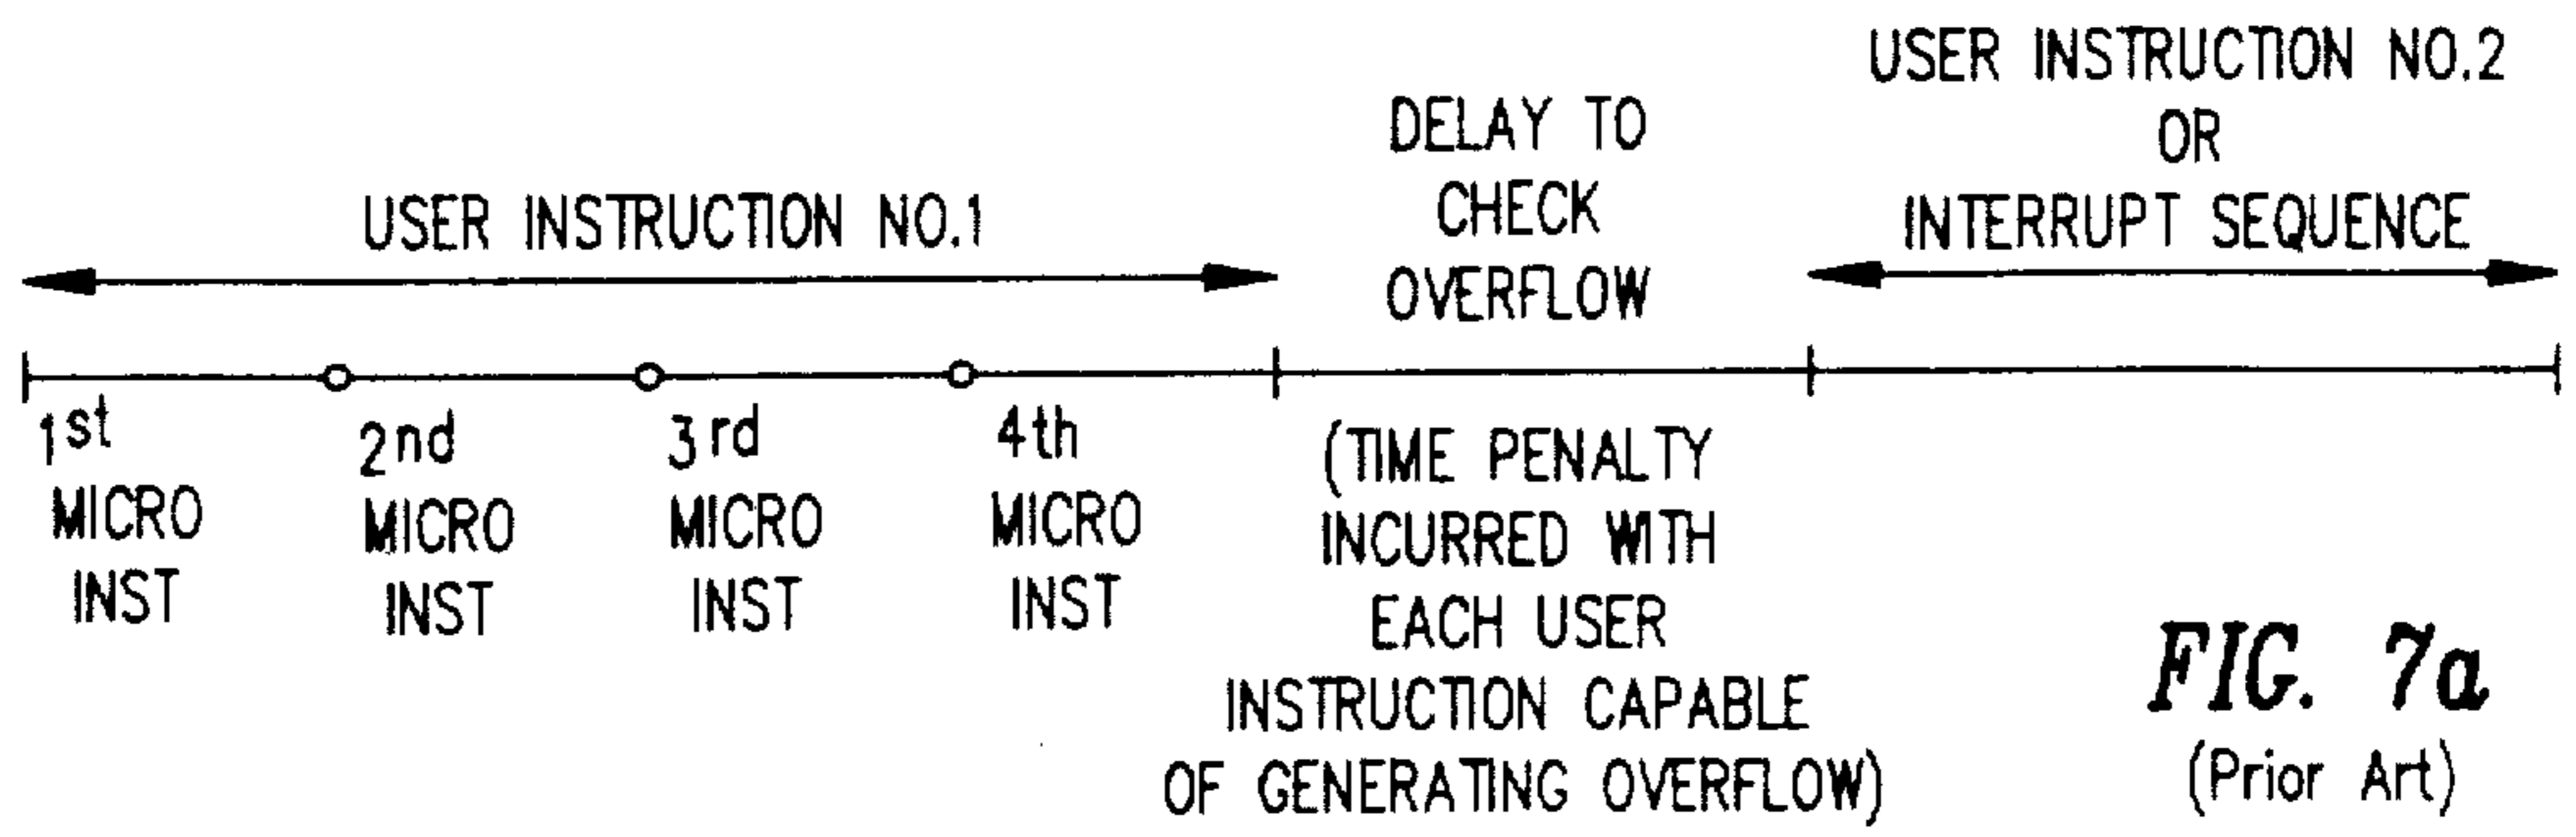 USER INSTRUCTION NO.1
DELAY TO
CHECK
OVERFLOW
USER INSTRUCTION NO.2
OR
INTERRUPT SEQUENCE
1st
MICRO
INST
2nd
MICRO
INST
3rd
MICRO
INST
4th
MICRO
INST
(TIME PENALTY
INCURRED WITH
EACH USER
INSTRUCTION CAPABLE
OF GENERATING OVERFLOW)
FIG. 7a
(Prior Art)